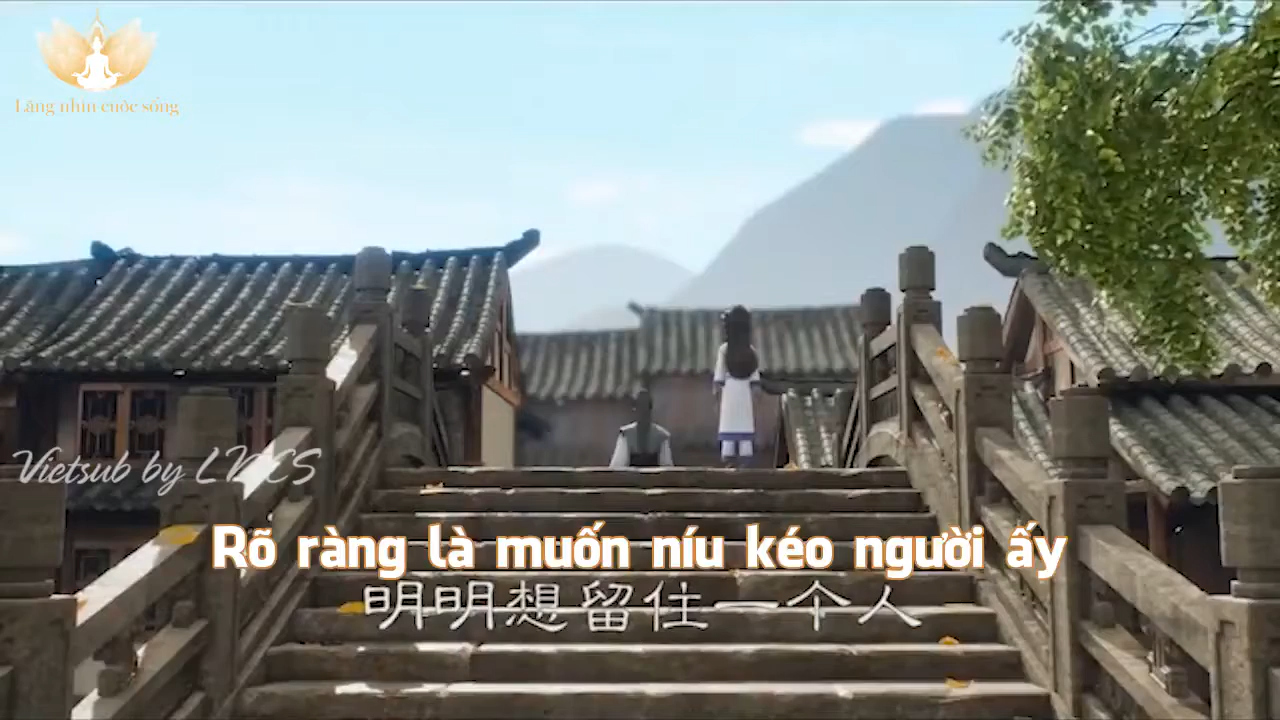 Lặng nhìn cuộc sống
Vietsub by LNCS
Rõ ràng là muốn níu kéo người ấy
明明想留住一个人